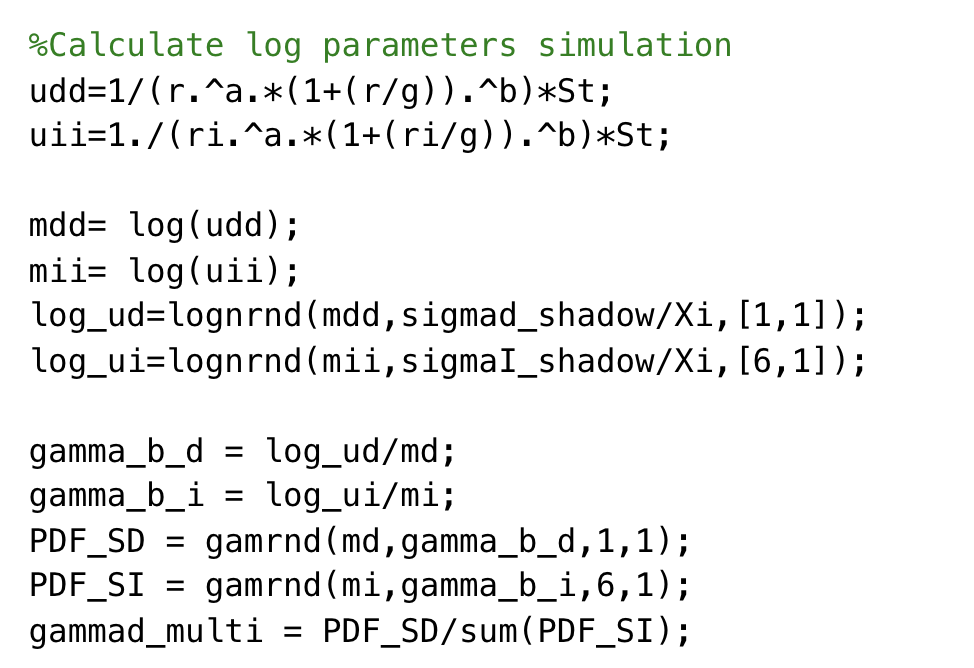 %Calculate log parameters simulation
udd=1/(r.^a.*(1+(r/g)).^b)*St;
uii=1./(ri.^a.*(1+(ri/g)).^b)*St;
mdd= log(udd);
mii= log(uii);
log_ud=lognrnd(mdd,sigmad_shadow/Xi,[1,1]);
log_ui=lognrnd(mii,sigmaI_shadow/Xi,[6,1]);
gamma_b_d = log_ud/md;
gamma_b_i = log_ui/mi;
PDF_SD = gamrnd(md,gamma_b_d,1,1);
PDF_SI = gamrnd(mi,gamma_b_i,6,1);
gammad_multi = PDF_SD/sum(PDF_SI);